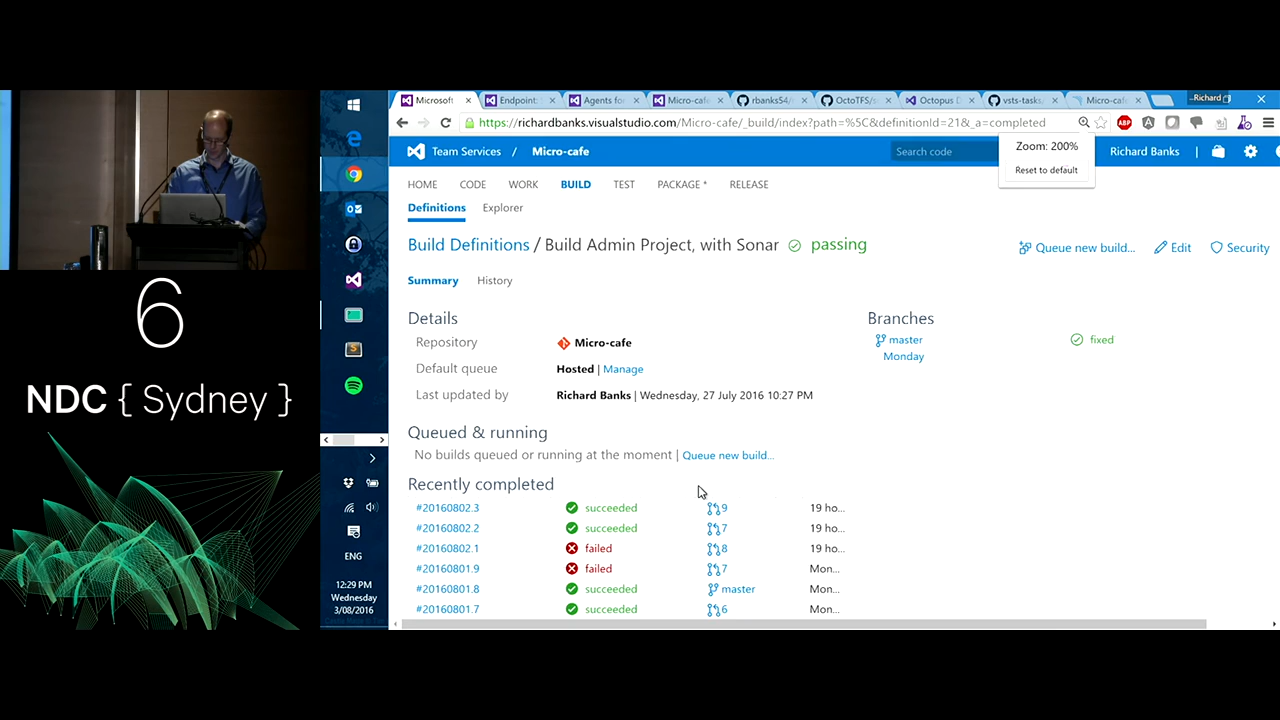 6
NDC { Sydney }
Microsoft
Endpoint:
Agents for
Micro-cafe
rbanks54/
OctoTFS/s
Octopus D
vsts-tasks
Micro-caf
Richard
https://richardbanks.visualstudio.com/Micro-cafe/_build/index?path=%5C&definitionId=21&_a=completed
ABP
Zoom: 200%
Reset to default
Team Services / Micro-cafe
Search code
Richard Banks
HOME CODE WORK BUILD TEST PACKAGE * RELEASE
Definitions Explorer
Build Definitions / Build Admin Project, with Sonar passing
Queue new build... Edit Security
Summary History
Details
Repository Micro-cafe
Default queue Hosted | Manage
Last updated by Richard Banks | Wednesday, 27 July 2016 10:27 PM
Branches
master fixed
Monday
Queued & running
No builds queued or running at the moment | Queue new build...
Recently completed
#20160802.3 succeeded 9 19 ho...
#20160802.2 succeeded 7 19 ho...
#20160802.1 failed 8 19 ho...
#20160801.9 failed 7 Mon...
#20160801.8 succeeded master Mon...
#20160801.7 succeeded 6 Mon...
ENG
12:29 PM
Wednesday
3/08/2016